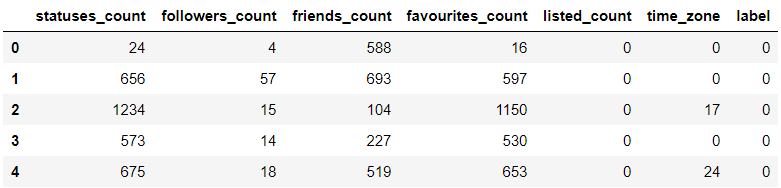 statuses_count followers_count friends_count favourites_count listed_count time_zone label
0 24 4 588 16 0 0 0
1 656 57 693 597 0 0 0
2 1234 15 104 1150 0 17 0
3 573 14 227 530 0 0 0
4 675 18 519 653 0 24 0